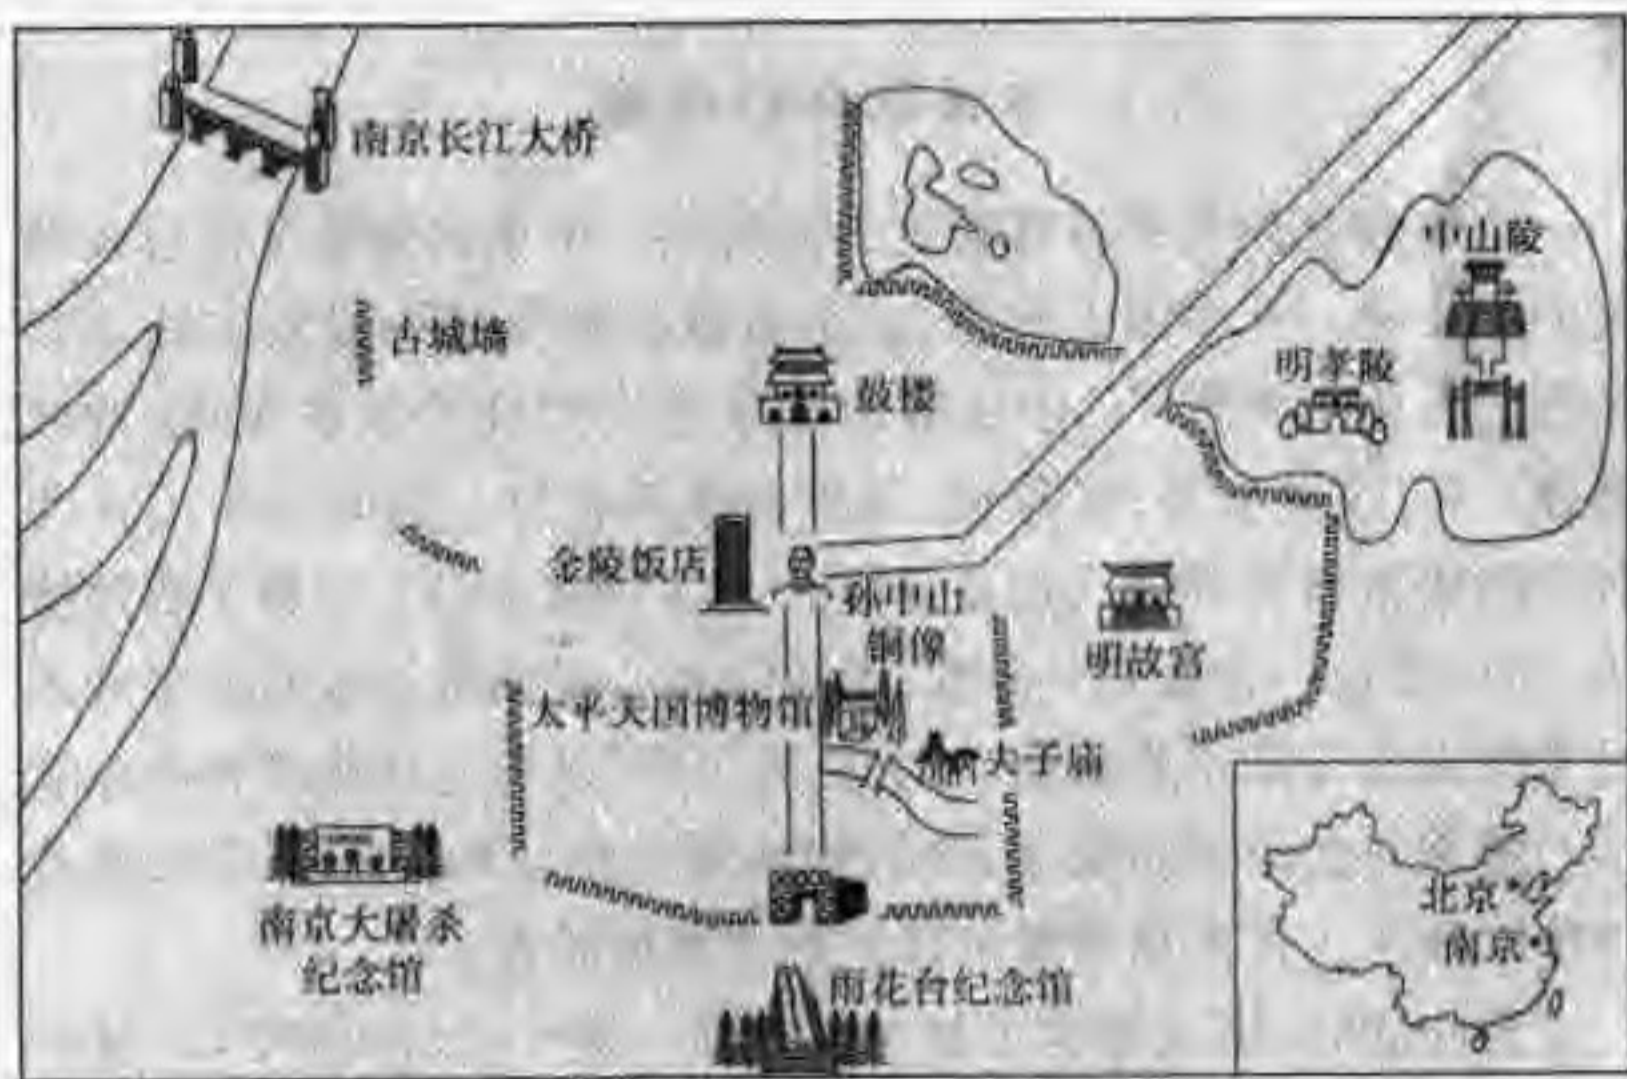 南京长江大桥
中山陵
古城墙
明孝陵
鼓楼
金陵饭店
孙中山
铜像
明故宫
太平天国博物馆
夫子庙
南京大屠杀
纪念馆
雨花台纪念馆
北京
南京